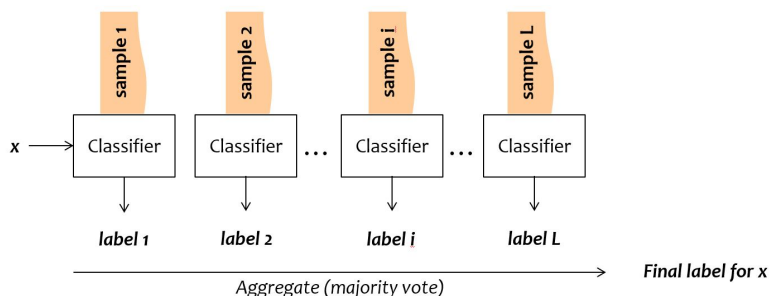 sample 1
sample 2
sample i
sample L
x
Classifier
Classifier
...
Classifier
...
Classifier
label 1
label 2
label i
label L
Final label for x
Aggregate (majority vote)